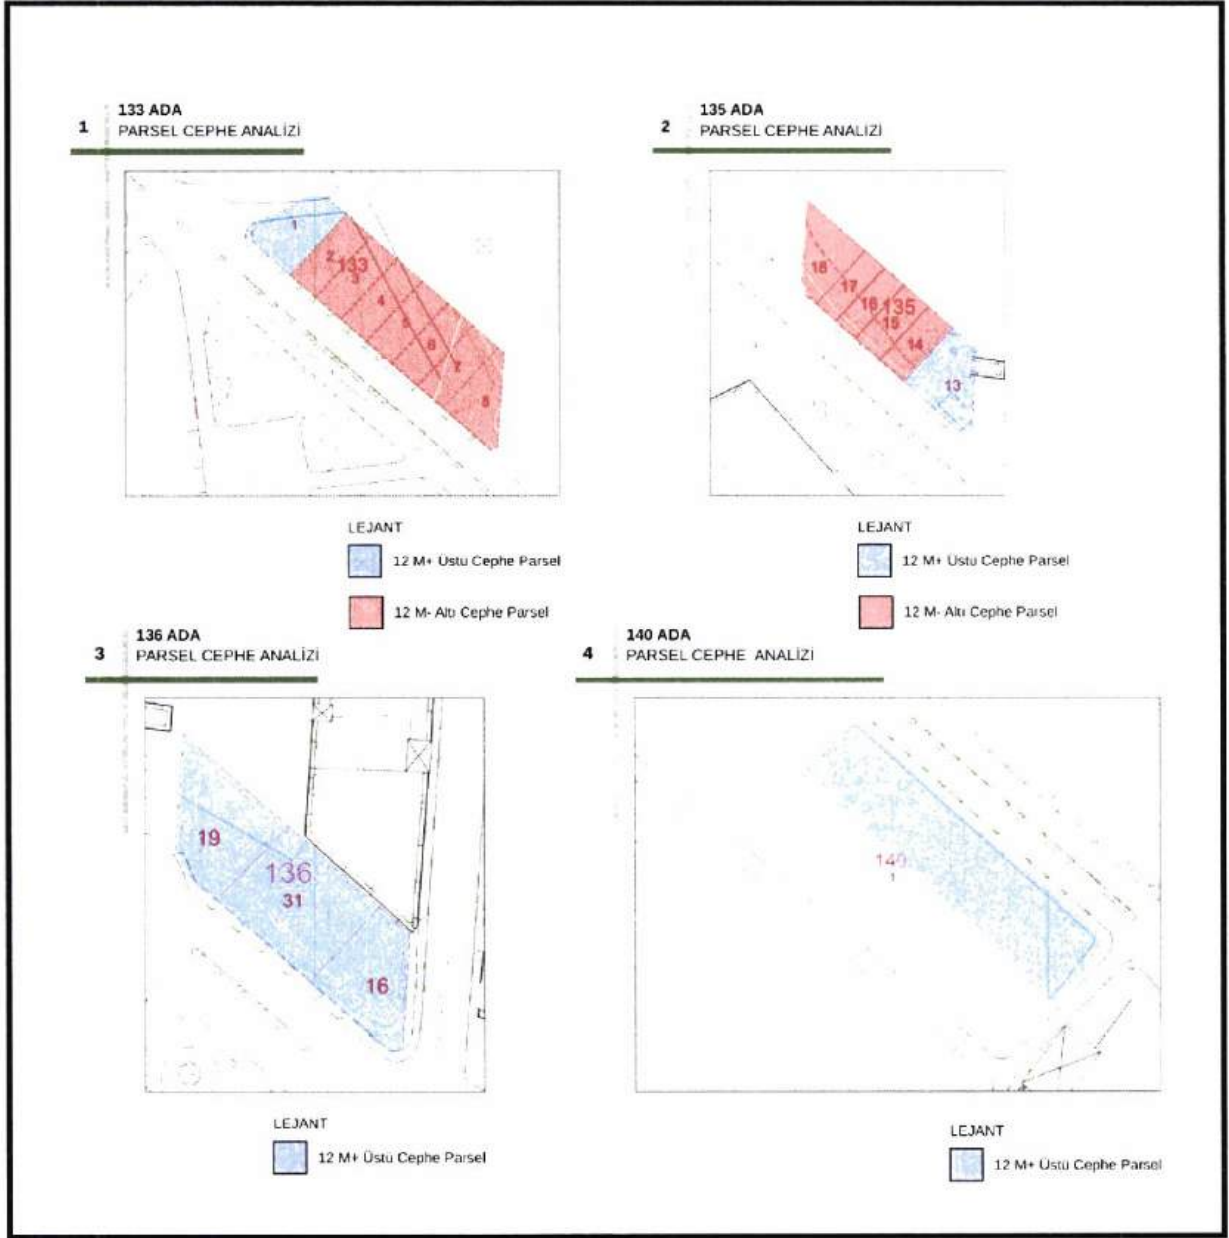 1
133 ADA
PARSEL CEPHE ANALİZİ
1
2
133
3
4
5
6
7
8
LEJANT
12 M+ Üstü Cephe Parsel
12 M- Altı Cephe Parsel
2
135 ADA
PARSEL CEPHE ANALİZİ
18
17
16
135
15
14
13
LEJANT
12 M+ Üstü Cephe Parsel
12 M- Altı Cephe Parsel
3
136 ADA
PARSEL CEPHE ANALİZİ
19
136
31
16
LEJANT
12 M+ Üstü Cephe Parsel
4
140 ADA
PARSEL CEPHE ANALİZİ
140
1
LEJANT
12 M+ Üstü Cephe Parsel